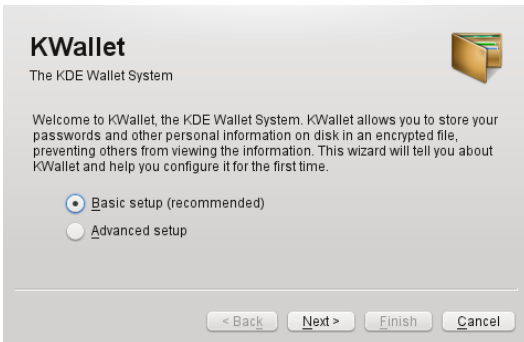 KWallet
The KDE Wallet System
Welcome to KWallet, the KDE Wallet System. KWallet allows you to store your
passwords and other personal information on disk in an encrypted file,
preventing others from viewing the information. This wizard will tell you about
KWallet and help you configure it for the first time.
Basic setup (recommended)
Advanced setup
< Back Next > Finish Cancel